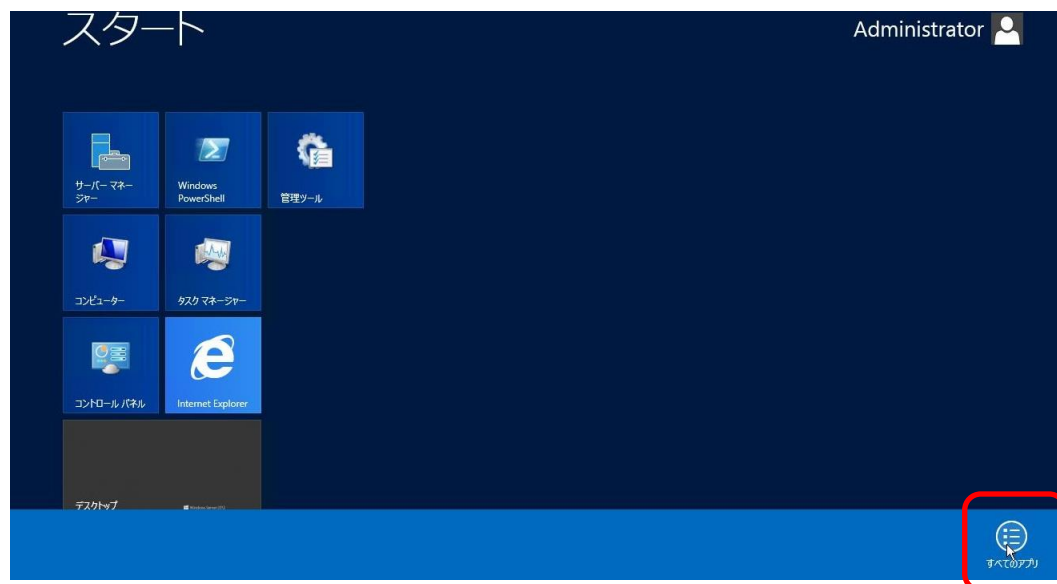 スタート
Administrator
サーバー マネー
ジャー
Windows
PowerShell
管理ツール
コンピューター
タスク マネージャー
コントロール パネル
Internet Explorer
デスクトップ
Windows Server 2012
すべてのアプリ